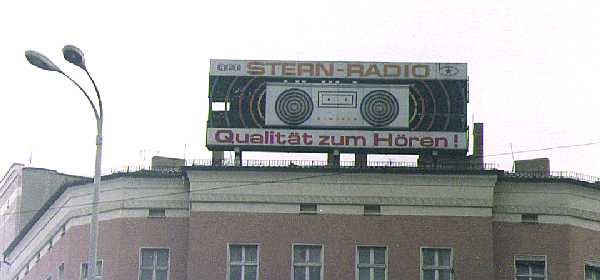 STERN-RADIO
Qualität zum Hören!